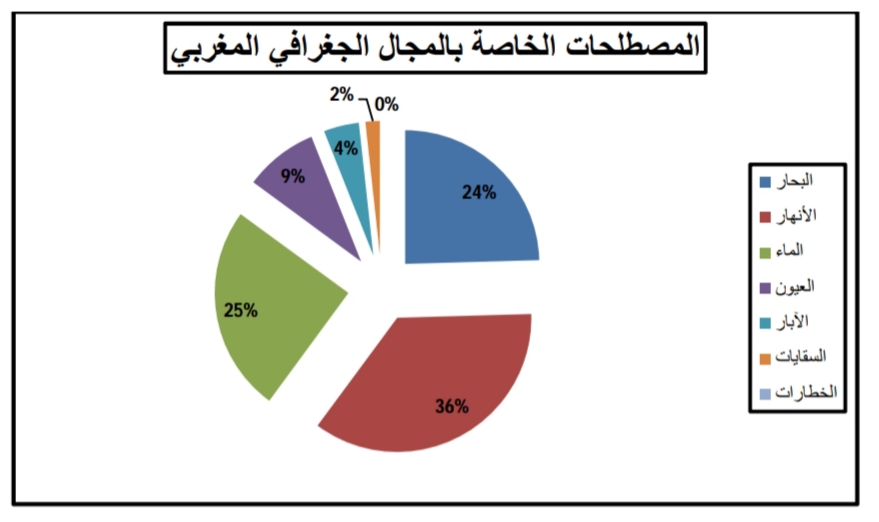 المصطلحات الخاصة بالمجال الجغرافي المغربي
2%
0%
4%
9%
24%
25%
36%
البحار
الأنهار
الماء
العيون
الآبار
السقايات
الخطارات